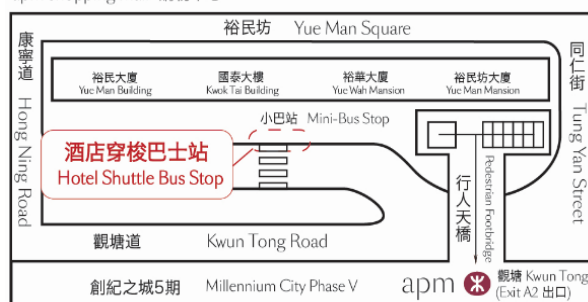 裕民坊 Yue Man Square
康寧道 Hong Ning Road
同仁街 Tung Yan Street
裕民大廈
Yue Man Building
國泰大樓
Kwok Tai Building
裕華大廈
Yue Wah Mansion
裕民坊大廈
Yue Man Mansion
小巴站 Mini-Bus Stop
酒店穿梭巴士站
Hotel Shuttle Bus Stop
行人天橋
Pedestrian Footbridge
觀塘道 Kwun Tong Road
創紀之城5期 Millennium City Phase V
apm
觀塘 Kwun Tong
(Exit A2 出口)